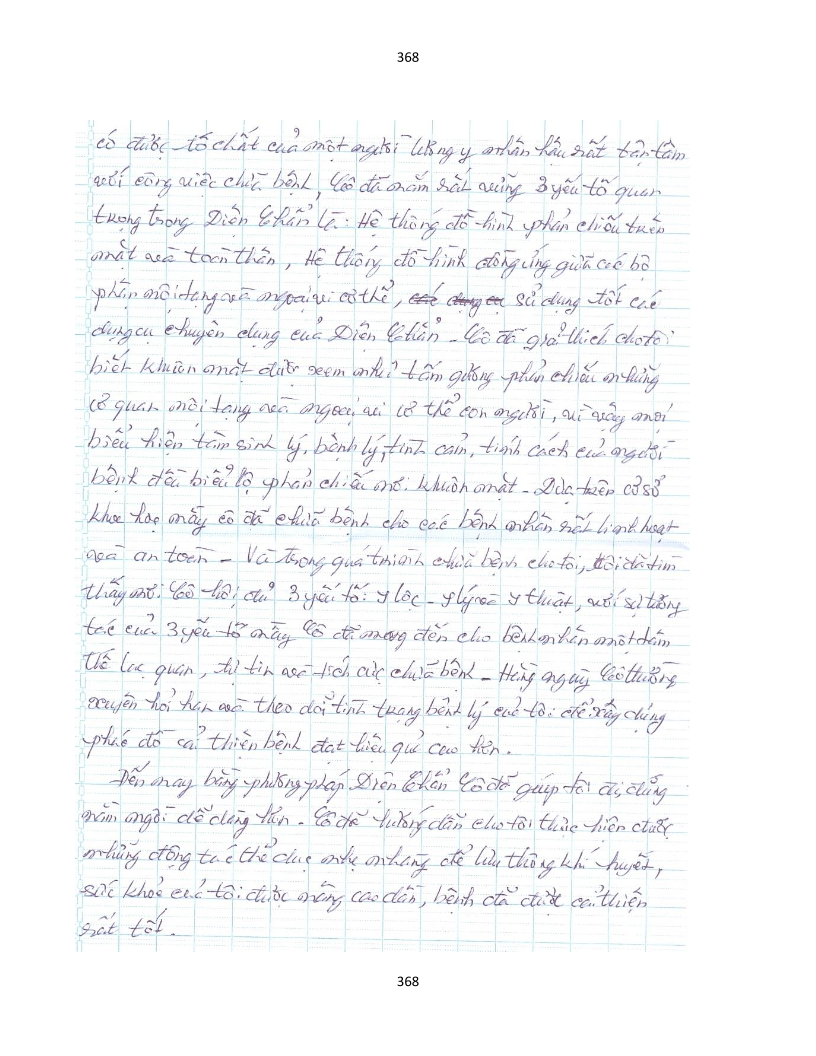 368
có được tố chất của một người lương y nhân hậu rất tận tâm
với công việc chữa bệnh, Cô đã nắm rất vững 3 yếu tố quan
trọng trong Diện Chẩn là: Hệ thống đồ hình phản chiếu trên
mặt và toàn thân, Hệ thống đồ hình đồng ứng giữa các bộ
phận nội tạng và ngoại vi cơ thể, các dụng cụ sử dụng tốt các
dụng cụ chuyên dụng của Diện Chẩn - Cô đã giải thích cho tôi
biết khuôn mặt được xem như tấm gương phản chiếu những
cơ quan nội tạng và ngoại vi cơ thể con người, vì vậy mọi
biểu hiện tâm sinh lý, bệnh lý, tình cảm, tính cách của người
bệnh đều biểu lộ phản chiếu nơi khuôn mặt - Dựa trên cơ sở
khoa học nầy cô đã chữa bệnh cho các bệnh nhân rất linh hoạt
và an toàn - Và trong quá trình chữa bệnh cho tôi, tôi đã tìm
thấy nơi Cô hội đủ 3 yếu tố: y lộc - y lý và y thuật, với sự tương
tác của 3 yếu tố nầy Cô đã mang đến cho bệnh nhân một tâm
thế lạc quan, tự tin và tích cực chữa bệnh - Hàng ngày Cô thường
xuyên hỏi han và theo dõi tình trạng bệnh lý của tôi để xây dựng
phác đồ cải thiện bệnh đạt hiệu quả cao hơn.
Đến nay bằng phương pháp Diện Chẩn Cô đã giúp tôi đi, đứng
nằm ngồi dễ dàng hơn - Cô đã hướng dẫn cho tôi thực hiện được
những động tác thể dục nhẹ nhàng để lưu thông khí huyết,
sức khoẻ của tôi được nâng cao dần, bệnh đã được cải thiện
rất tốt.
368